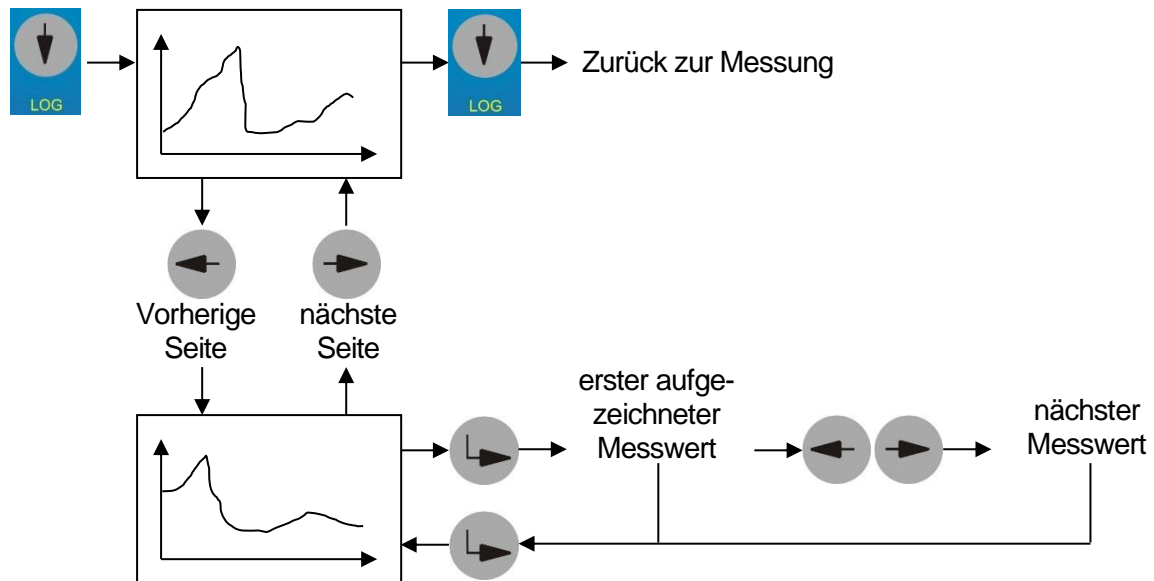 LOG
LOG
Zurück zur Messung
Vorherige
Seite
nächste
Seite
erster aufge-
zeichneter
Messwert
nächster
Messwert